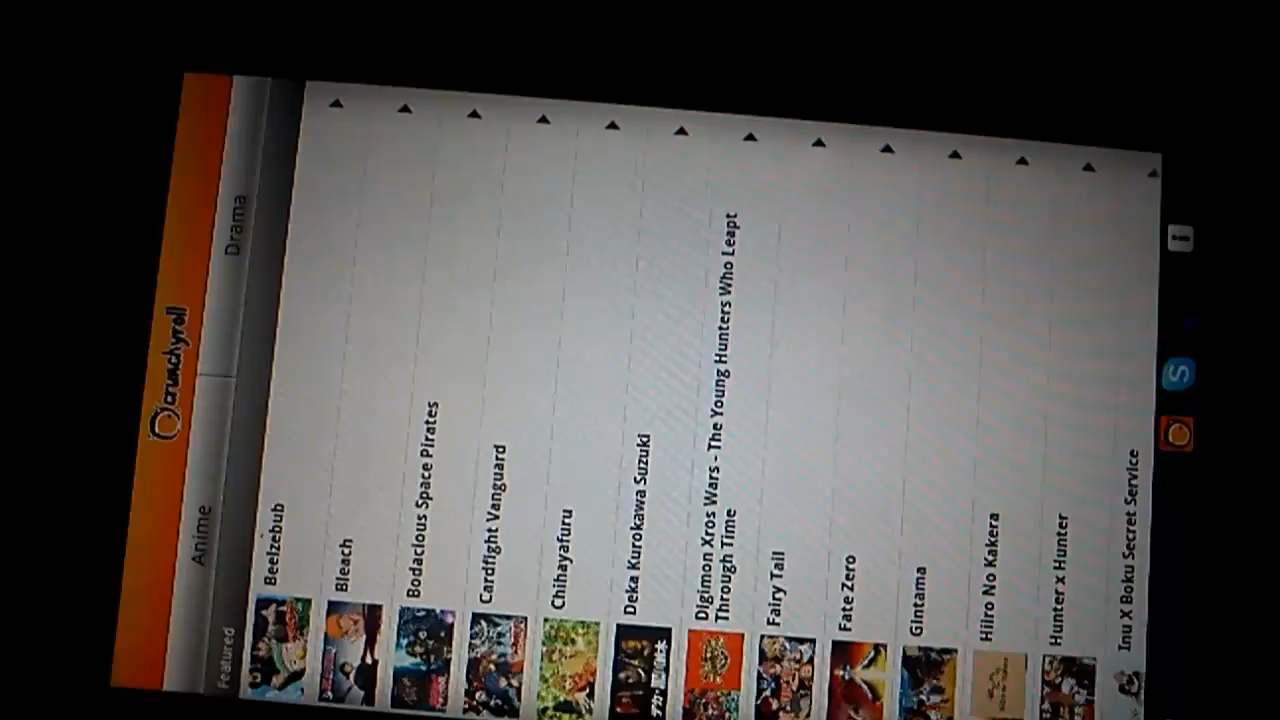 crunchyroll
Anime
Drama
Featured
Beelzebub
Bleach
Bodacious Space Pirates
Cardfight Vanguard
Chihayafuru
Deka Kurokawa Suzuki
Digimon Xros Wars - The Young Hunters Who Leapt
Through Time
Fairy Tail
Fate Zero
Gintama
Hiiro No Kakera
Hunter x Hunter
Inu X Boku Secret Service